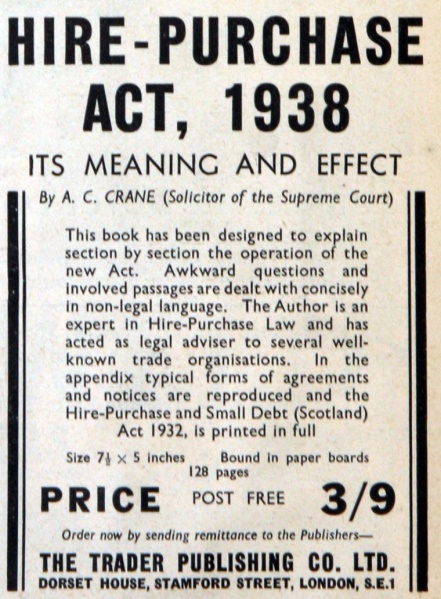 HIRE-PURCHASE
ACT, 1938
ITS MEANING AND EFFECT
By A. C. CRANE (Solicitor of the Supreme Court)
This book has been designed to explain
section by section the operation of the
new Act. Awkward questions and
involved passages are dealt with concisely
in non-legal language. The Author is an
expert in Hire-Purchase Law and has
acted as legal adviser to several well-
known trade organisations. In the
appendix typical forms of agreements
and notices are reproduced and the
Hire-Purchase and Small Debt (Scotland)
Act 1932, is printed in full
Size 7½ × 5 inches Bound in paper boards
128 pages
PRICE POST FREE 3/9
Order now by sending remittance to the Publishers—
THE TRADER PUBLISHING CO. LTD.
DORSET HOUSE, STAMFORD STREET, LONDON, S.E.1